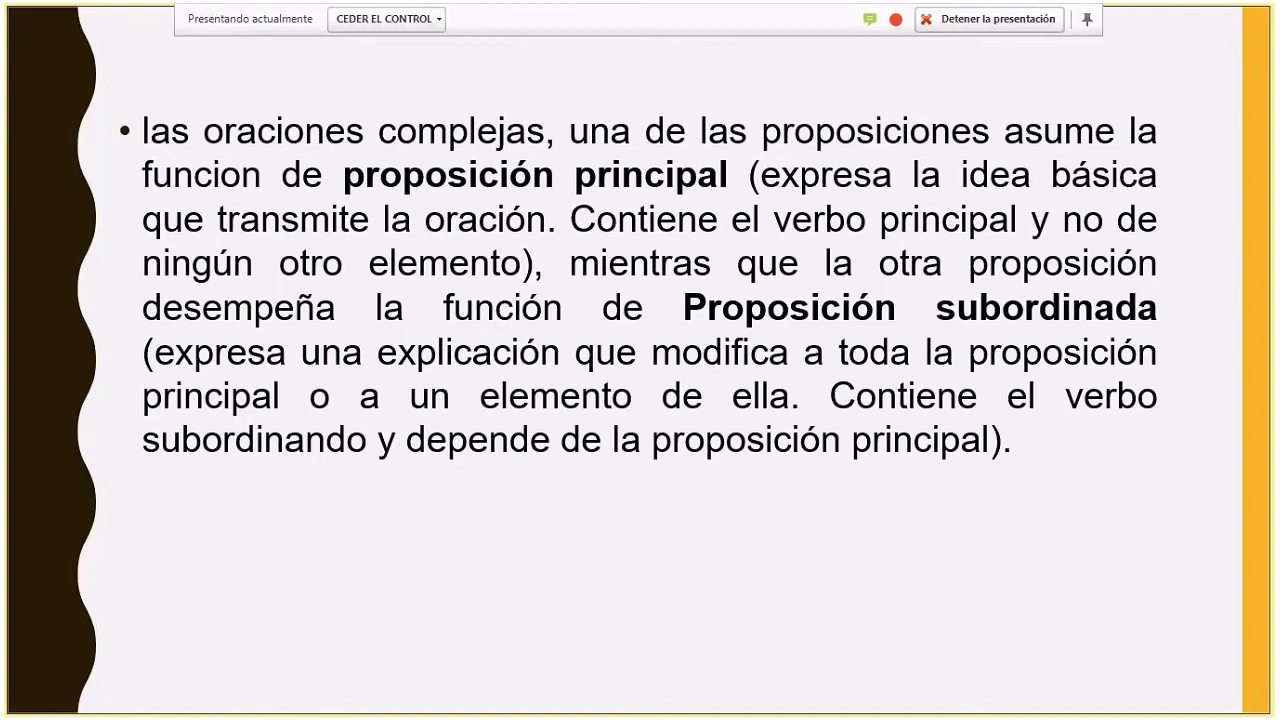 Presentando actualmente CEDER EL CONTROL Detener la presentación
• las oraciones complejas, una de las proposiciones asume la
funcion de proposición principal (expresa la idea básica
que transmite la oración. Contiene el verbo principal y no de
ningún otro elemento), mientras que la otra proposición
desempeña la función de Proposición subordinada
(expresa una explicación que modifica a toda la proposición
principal o a un elemento de ella. Contiene el verbo
subordinando y depende de la proposición principal).